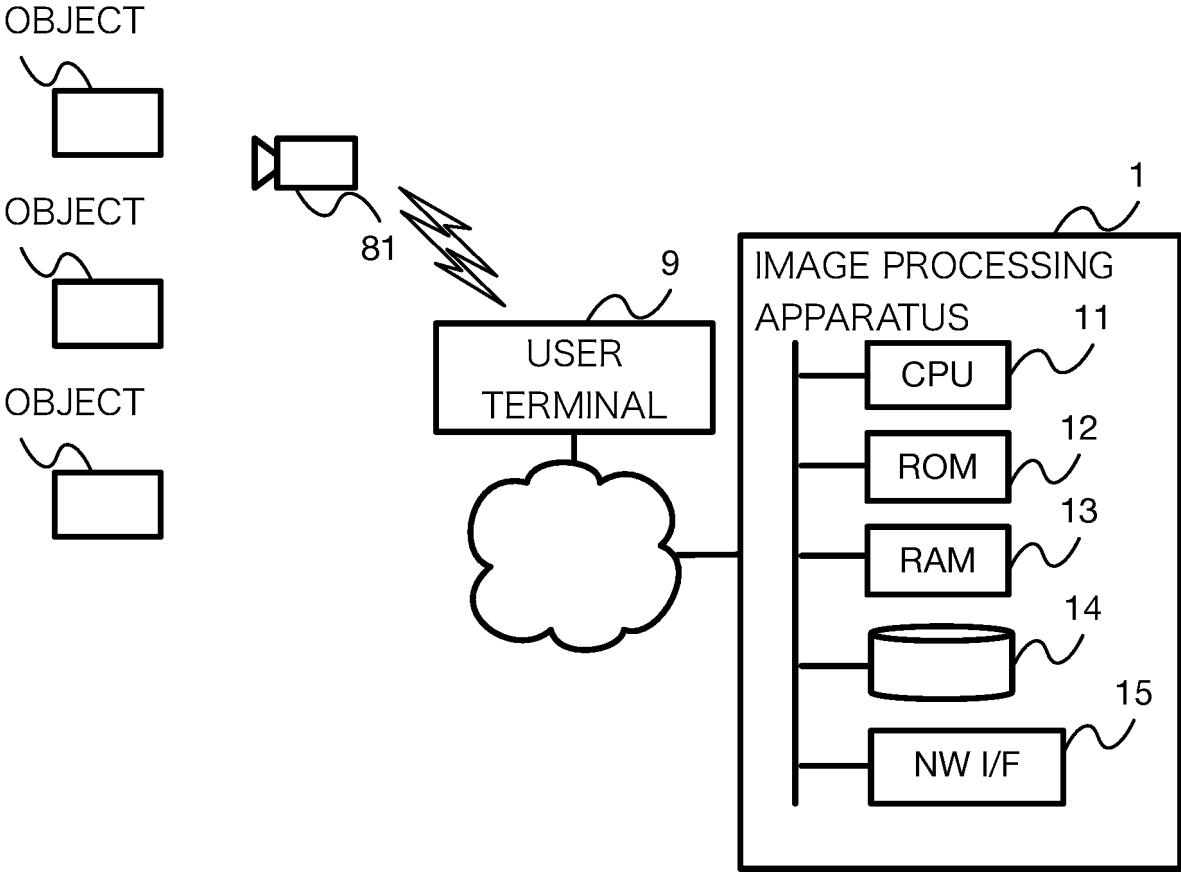 OBJECT
OBJECT
OBJECT
81
9
USER
TERMINAL
1
IMAGE PROCESSING
APPARATUS
11
CPU
12
ROM
13
RAM
14
15
NW I/F